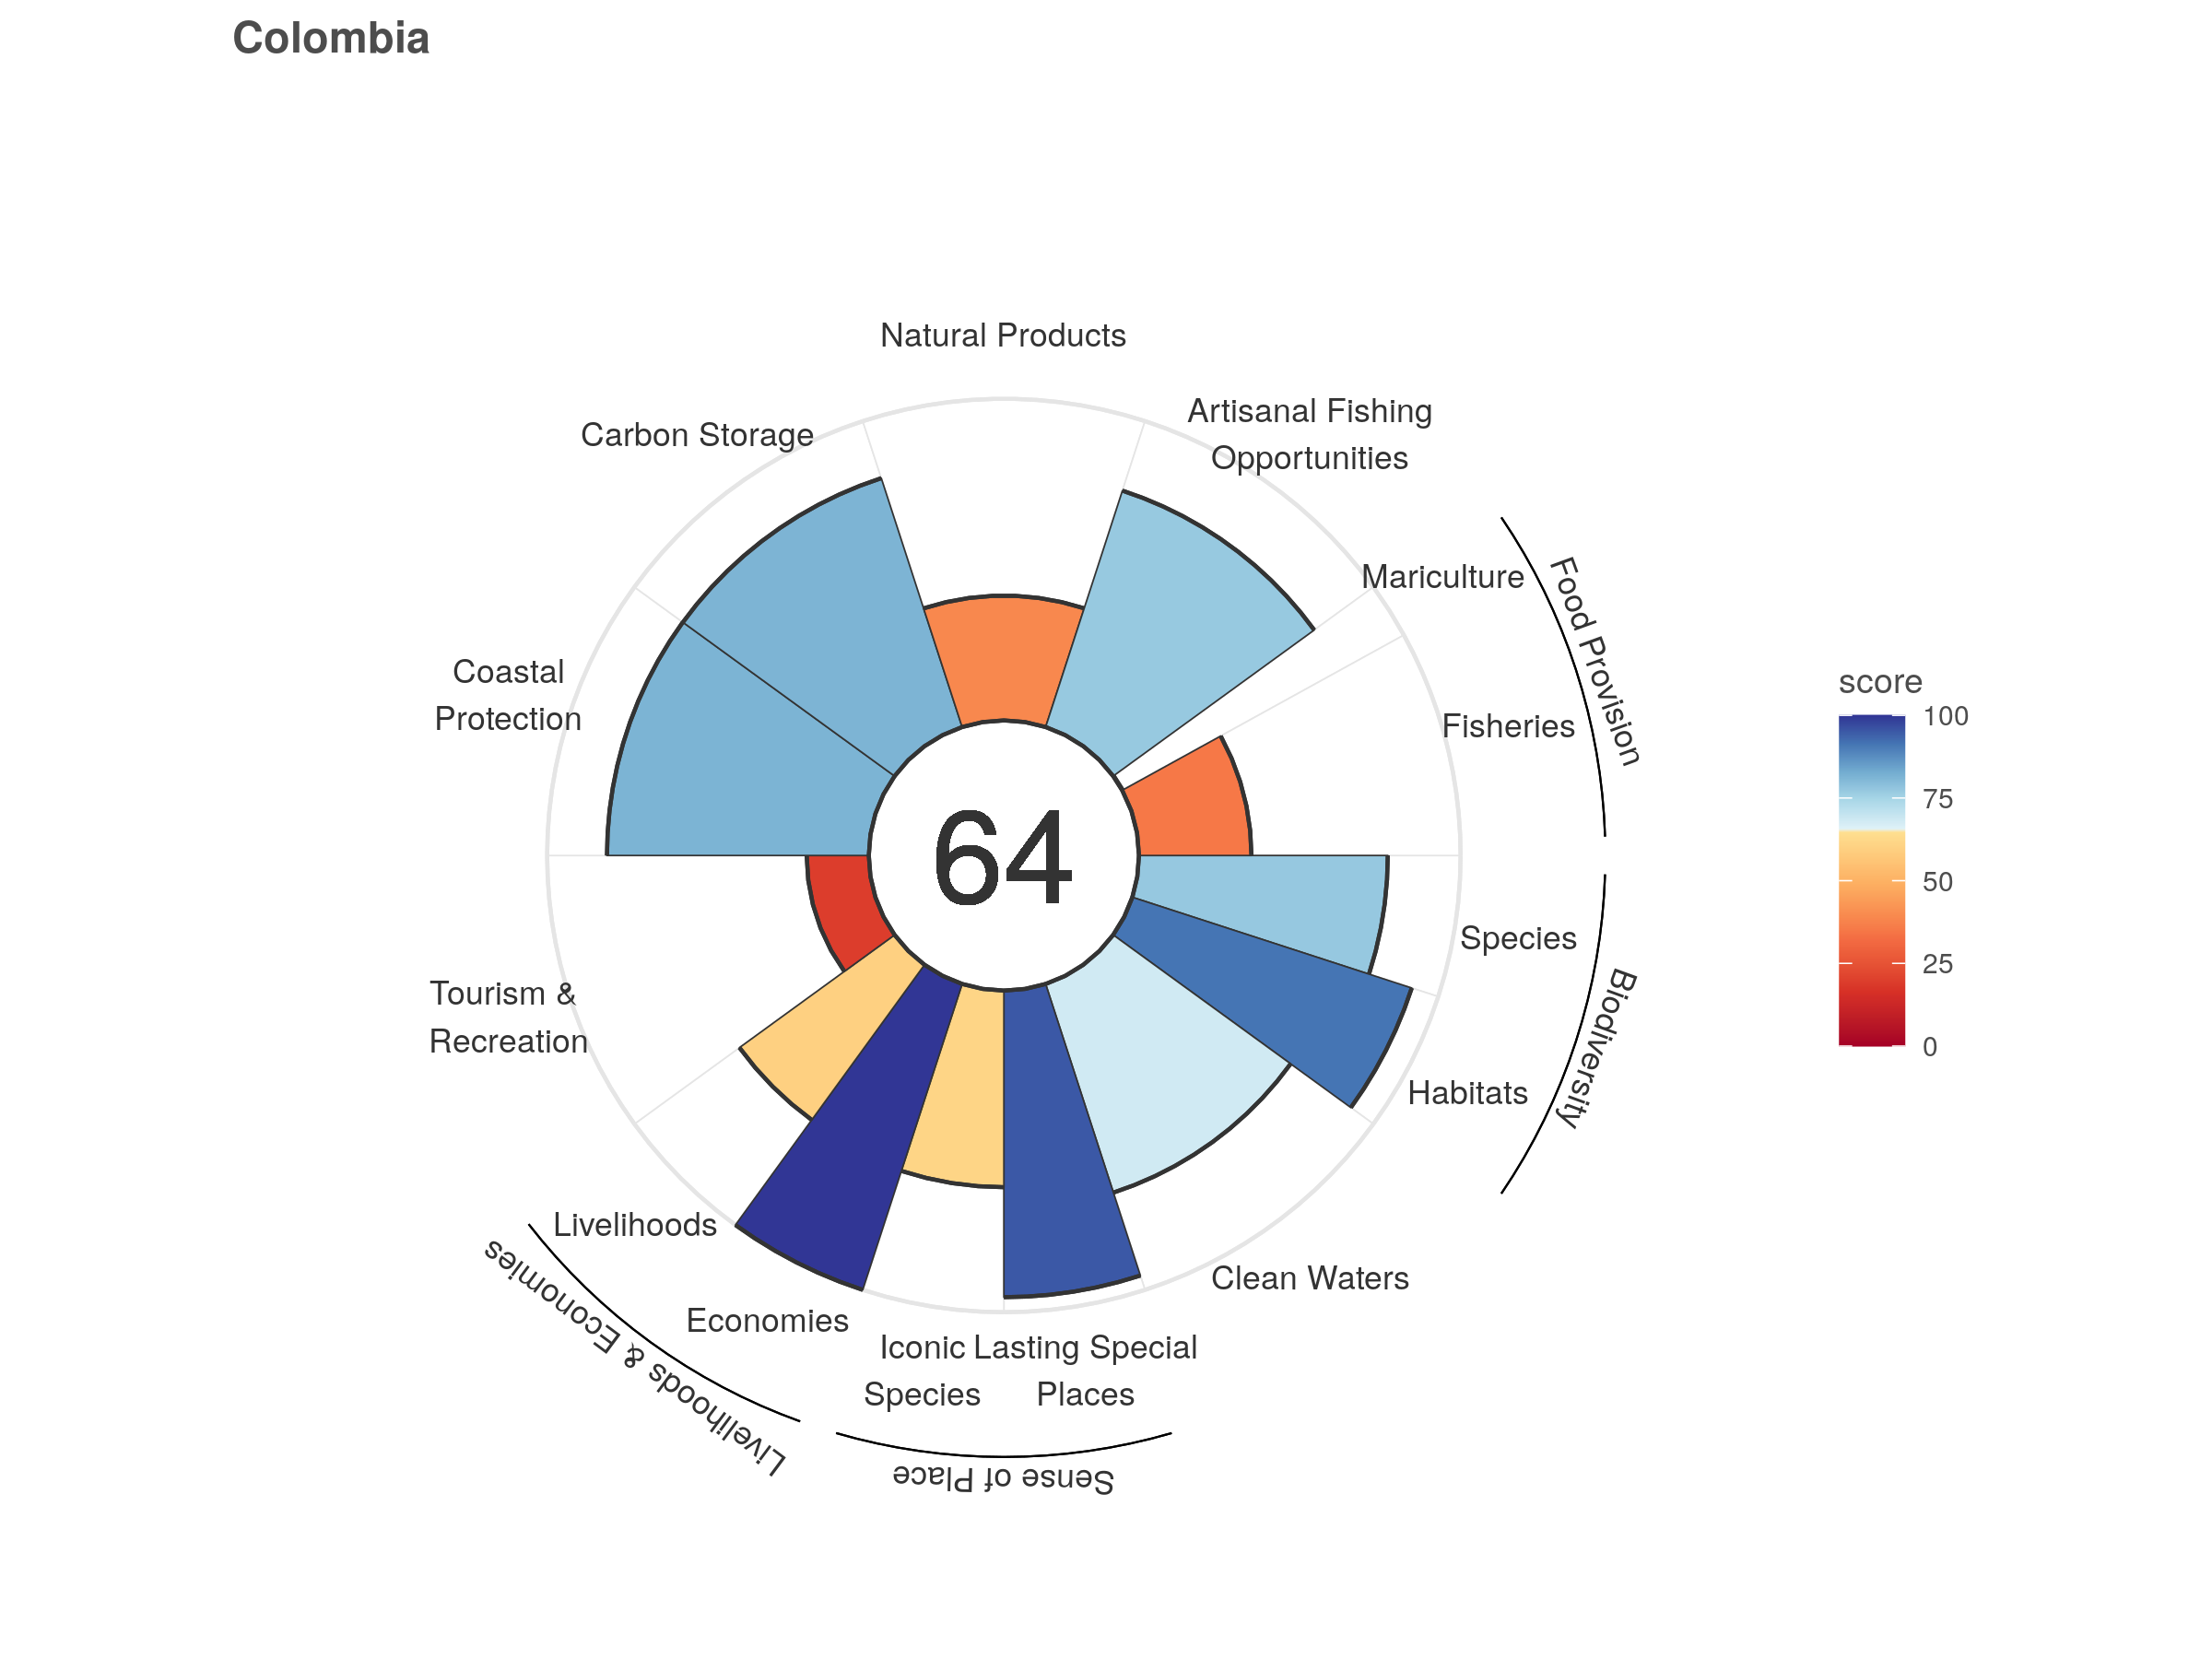 Colombia
Natural Products
Artisanal Fishing
Opportunities
Carbon Storage
Mariculture
Food Provision
Coastal
Protection
Fisheries
score
100
75
50
25
0
64
Species
Biodiversity
Tourism &
Recreation
Habitats
Livelihoods
Clean Waters
Economies
Livelihoods & Economies
Iconic
Species
Lasting Special
Places
Sense of Place